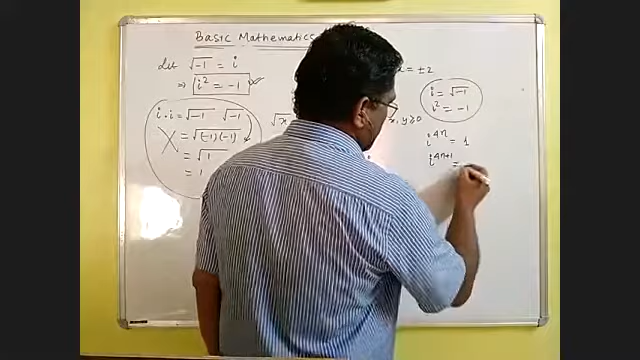 Basic Mathematics
Let √-1 = i
⇒ i² = -1
i·i = √-1 √-1
= √(-1)(-1)
= √1
= 1
√x
= ±2
x, y ≥ 0
i = √-1
i² = -1
i⁴ⁿ = 1
i⁴ⁿ⁺¹ =